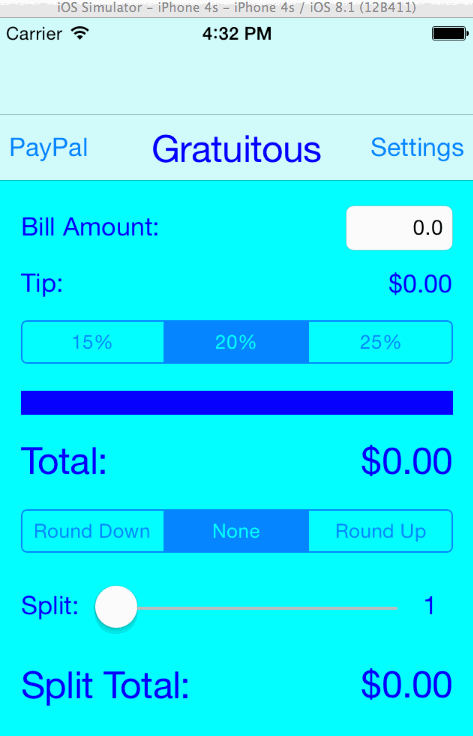 iOS Simulator – iPhone 4s – iPhone 4s / iOS 8.1 (12B411)
Carrier 4:32 PM
PayPal Gratuitous Settings
Bill Amount: 0.0
Tip: $0.00
15% 20% 25%
Total: $0.00
Round Down None Round Up
Split: 1
Split Total: $0.00